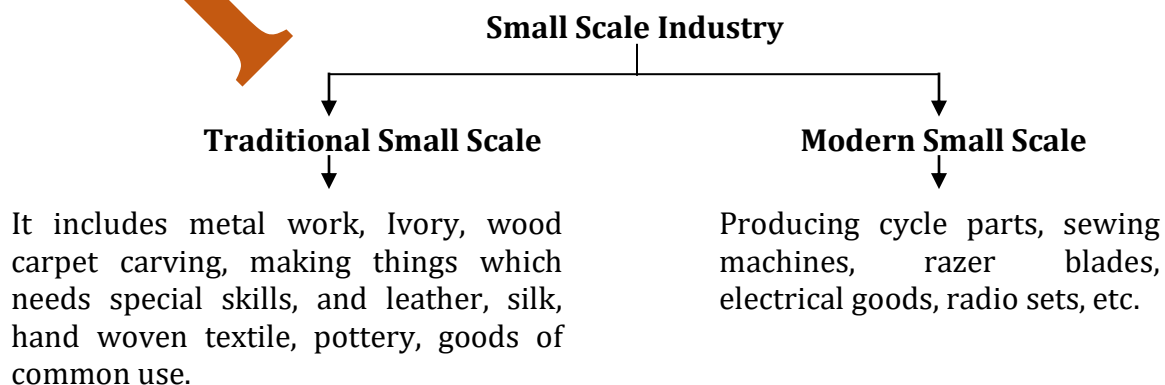 Small Scale Industry
Traditional Small Scale
Modern Small Scale
It includes metal work, Ivory, wood
carpet carving, making things which
needs special skills, and leather, silk,
hand woven textile, pottery, goods of
common use.
Producing cycle parts, sewing
machines, razer blades,
electrical goods, radio sets, etc.